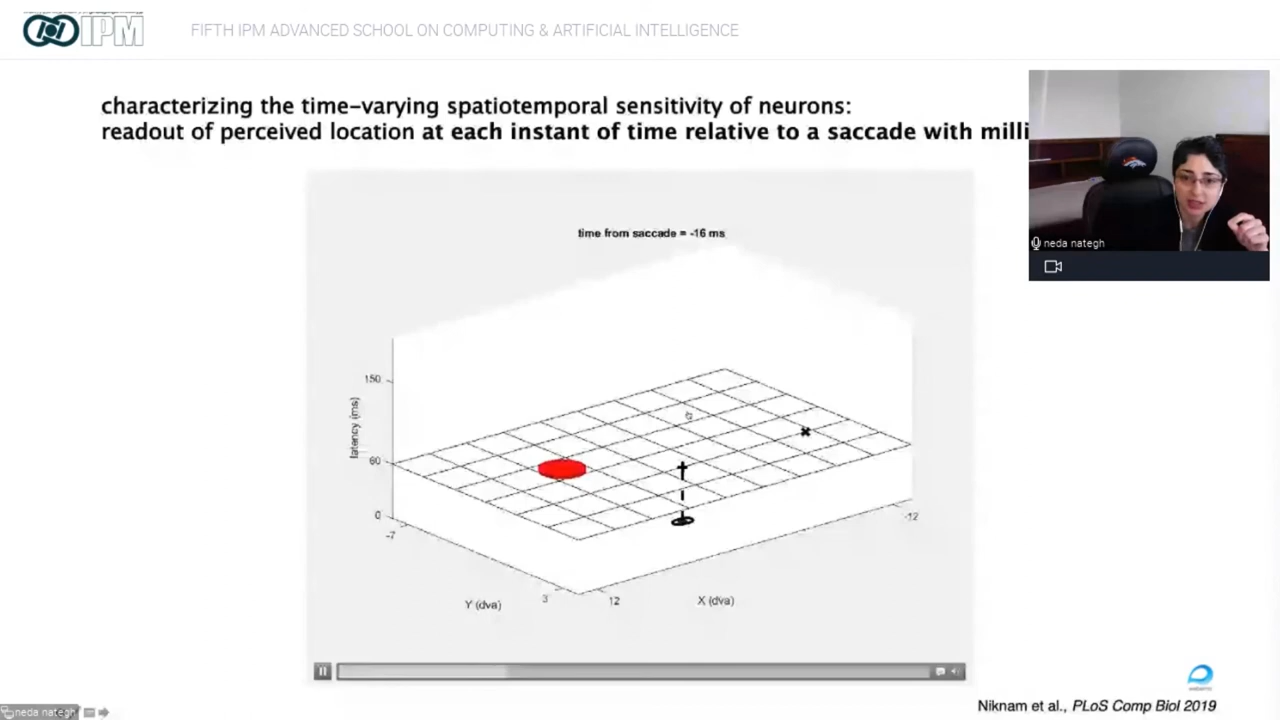 IPM
FIFTH IPM ADVANCED SCHOOL ON COMPUTING & ARTIFICIAL INTELLIGENCE
characterizing the time-varying spatiotemporal sensitivity of neurons:
readout of perceived location at each instant of time relative to a saccade with milli
neda nategh
time from saccade = -16 ms
150
latency (ms)
60
0
-7
-12
Y (dva)
3
12
X (dva)
Niknam et al., PLoS Comp Biol 2019
neda nategh